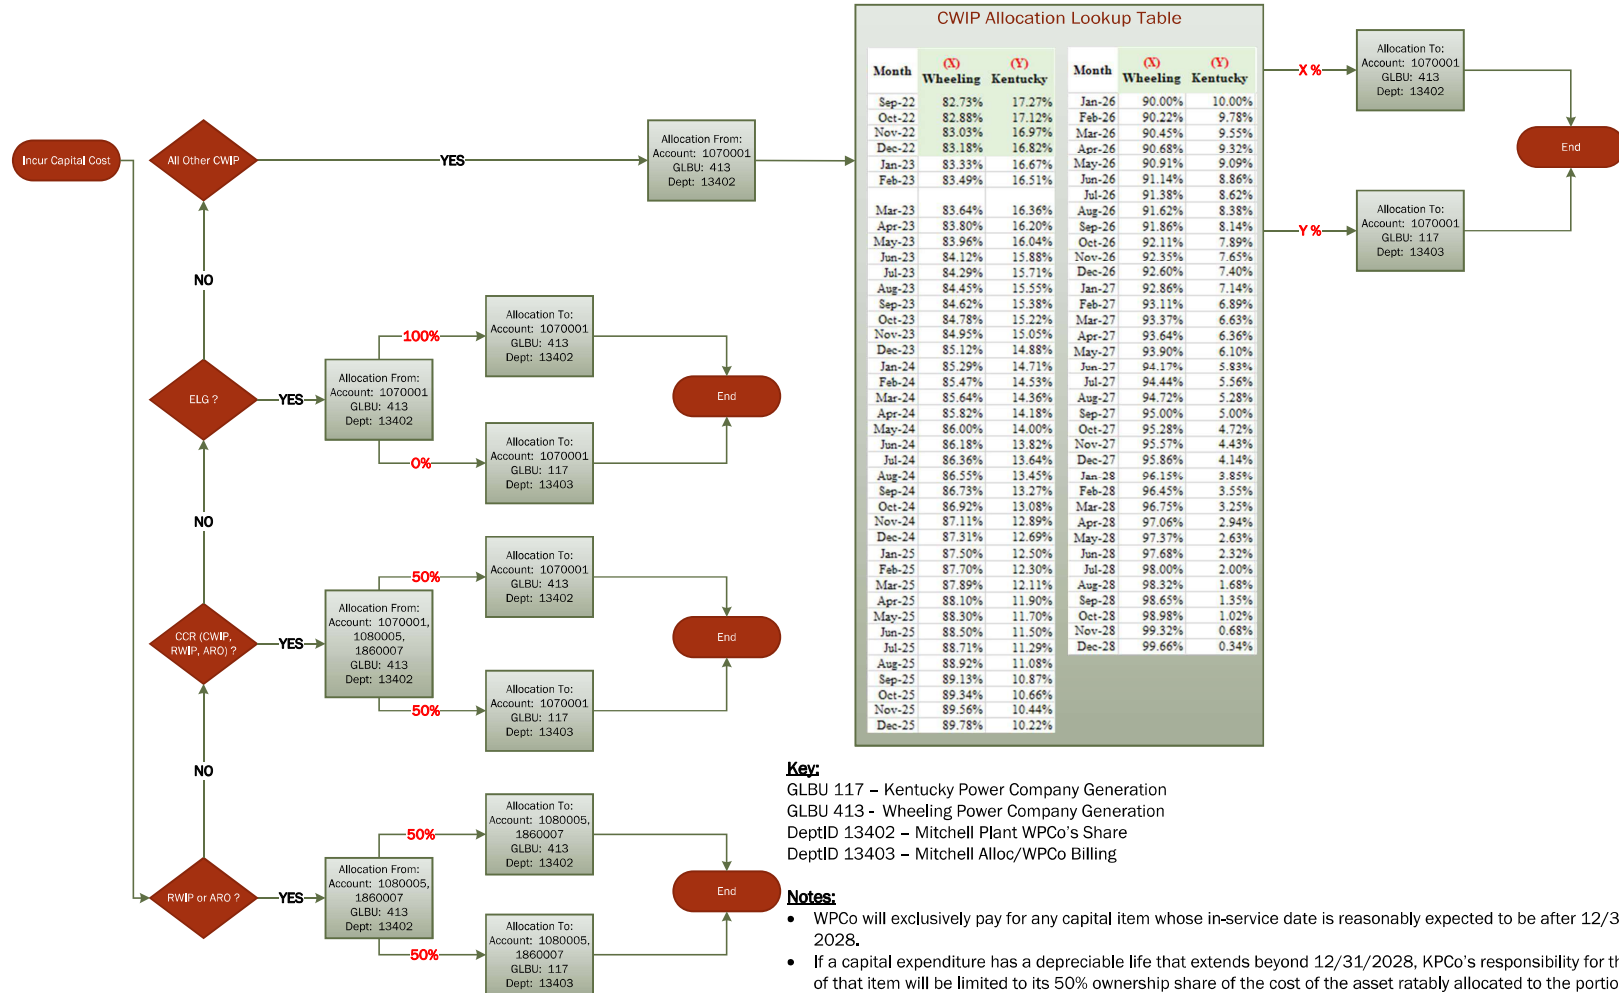 CWIP Allocation Lookup Table
Month (X) Wheeling (Y) Kentucky
Sep-22 82.73% 17.27%
Oct-22 82.88% 17.12%
Nov-22 83.03% 16.97%
Dec-22 83.18% 16.82%
Jan-23 83.33% 16.67%
Feb-23 83.49% 16.51%
Mar-23 83.64% 16.36%
Apr-23 83.80% 16.20%
May-23 83.96% 16.04%
Jun-23 84.12% 15.88%
Jul-23 84.29% 15.71%
Aug-23 84.45% 15.55%
Sep-23 84.62% 15.38%
Oct-23 84.78% 15.22%
Nov-23 84.95% 15.05%
Dec-23 85.12% 14.88%
Jan-24 85.29% 14.71%
Feb-24 85.47% 14.53%
Mar-24 85.64% 14.36%
Apr-24 85.82% 14.18%
May-24 86.00% 14.00%
Jun-24 86.18% 13.82%
Jul-24 86.36% 13.64%
Aug-24 86.55% 13.45%
Sep-24 86.73% 13.27%
Oct-24 86.92% 13.08%
Nov-24 87.11% 12.89%
Dec-24 87.31% 12.69%
Jan-25 87.50% 12.50%
Feb-25 87.70% 12.30%
Mar-25 87.89% 12.11%
Apr-25 88.10% 11.90%
May-25 88.30% 11.70%
Jun-25 88.50% 11.50%
Jul-25 88.71% 11.29%
Aug-25 88.92% 11.08%
Sep-25 89.13% 10.87%
Oct-25 89.34% 10.66%
Nov-25 89.56% 10.44%
Dec-25 89.78% 10.22%
Month (X) Wheeling (Y) Kentucky
Jan-26 90.00% 10.00%
Feb-26 90.22% 9.78%
Mar-26 90.45% 9.55%
Apr-26 90.68% 9.32%
May-26 90.91% 9.09%
Jun-26 91.14% 8.86%
Jul-26 91.38% 8.62%
Aug-26 91.62% 8.38%
Sep-26 91.86% 8.14%
Oct-26 92.11% 7.89%
Nov-26 92.35% 7.65%
Dec-26 92.60% 7.40%
Jan-27 92.86% 7.14%
Feb-27 93.11% 6.89%
Mar-27 93.37% 6.63%
Apr-27 93.64% 6.36%
May-27 93.90% 6.10%
Jun-27 94.17% 5.83%
Jul-27 94.44% 5.56%
Aug-27 94.72% 5.28%
Sep-27 95.00% 5.00%
Oct-27 95.28% 4.72%
Nov-27 95.57% 4.43%
Dec-27 95.86% 4.14%
Jan-28 96.15% 3.85%
Feb-28 96.45% 3.55%
Mar-28 96.75% 3.25%
Apr-28 97.06% 2.94%
May-28 97.37% 2.63%
Jun-28 97.68% 2.32%
Jul-28 98.00% 2.00%
Aug-28 98.32% 1.68%
Sep-28 98.65% 1.35%
Oct-28 98.98% 1.02%
Nov-28 99.32% 0.68%
Dec-28 99.66% 0.34%
X %
Allocation To:
Account: 1070001
GLBU: 413
Dept: 13402
End
Y %
Allocation To:
Account: 1070001
GLBU: 117
Dept: 13403
Incur Capital Cost
All Other CWIP
YES
Allocation From:
Account: 1070001
GLBU: 413
Dept: 13402
NO
ELG ?
YES
Allocation From:
Account: 1070001
GLBU: 413
Dept: 13402
100%
Allocation To:
Account: 1070001
GLBU: 413
Dept: 13402
0%
Allocation To:
Account: 1070001
GLBU: 117
Dept: 13403
End
NO
CCR (CWIP,
RWIP, ARO) ?
YES
Allocation From:
Account: 1070001,
1080005,
1860007
GLBU: 413
Dept: 13402
50%
Allocation To:
Account: 1070001
GLBU: 413
Dept: 13402
50%
Allocation To:
Account: 1070001
GLBU: 117
Dept: 13403
End
NO
RWIP or ARO ?
YES
Allocation From:
Account: 1080005,
1860007
GLBU: 413
Dept: 13402
50%
Allocation To:
Account: 1080005,
1860007
GLBU: 413
Dept: 13402
50%
Allocation To:
Account: 1080005,
1860007
GLBU: 117
Dept: 13403
End
Key:
GLBU 117 – Kentucky Power Company Generation
GLBU 413 - Wheeling Power Company Generation
DeptID 13402 – Mitchell Plant WPCo's Share
DeptID 13403 – Mitchell Alloc/WPCo Billing
Notes:
• WPCo will exclusively pay for any capital item whose in-service date is reasonably expected to be after 12/3
2028.
• If a capital expenditure has a depreciable life that extends beyond 12/31/2028, KPCo's responsibility for th
of that item will be limited to its 50% ownership share of the cost of the asset ratably allocated to the portio